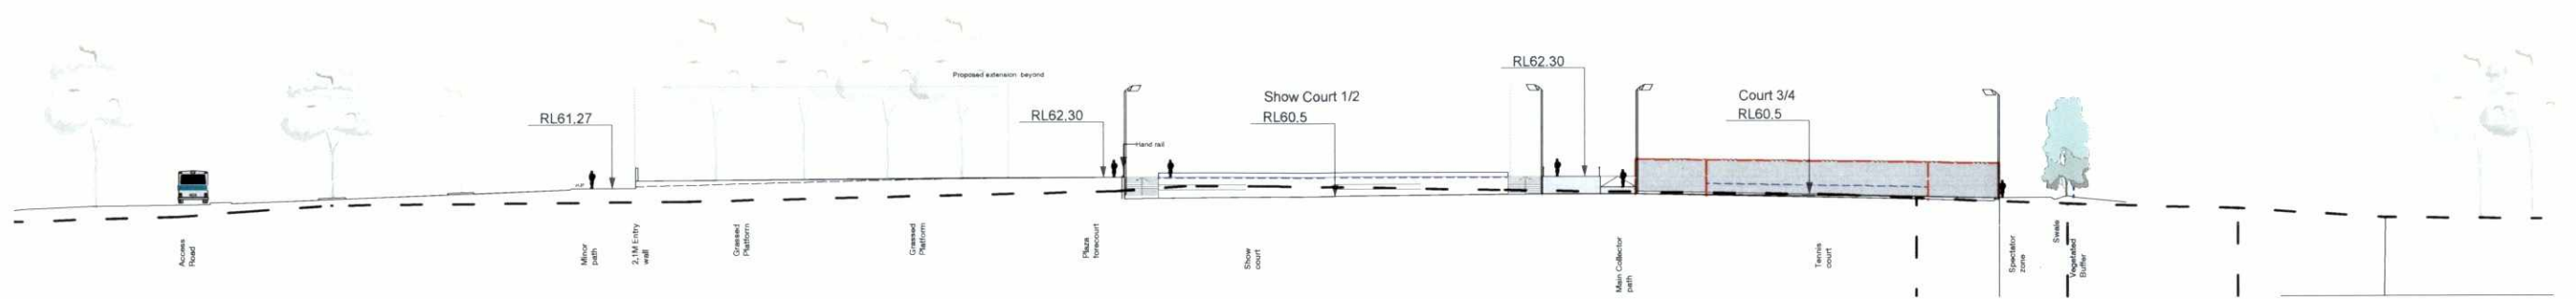 Proposed extension beyond
RL62.30
Show Court 1/2
RL60.5
Court 3/4
RL60.5
RL61.27
RL62.30
Hand rail
Access
Road
Minor
path
2.1M Entry
wall
Grassed
Platform
Grassed
Platform
Plaza
forecourt
Show
court
Main Collector
path
Tennis
court
Spectator
zone
Swale
Vegetated
Buffer